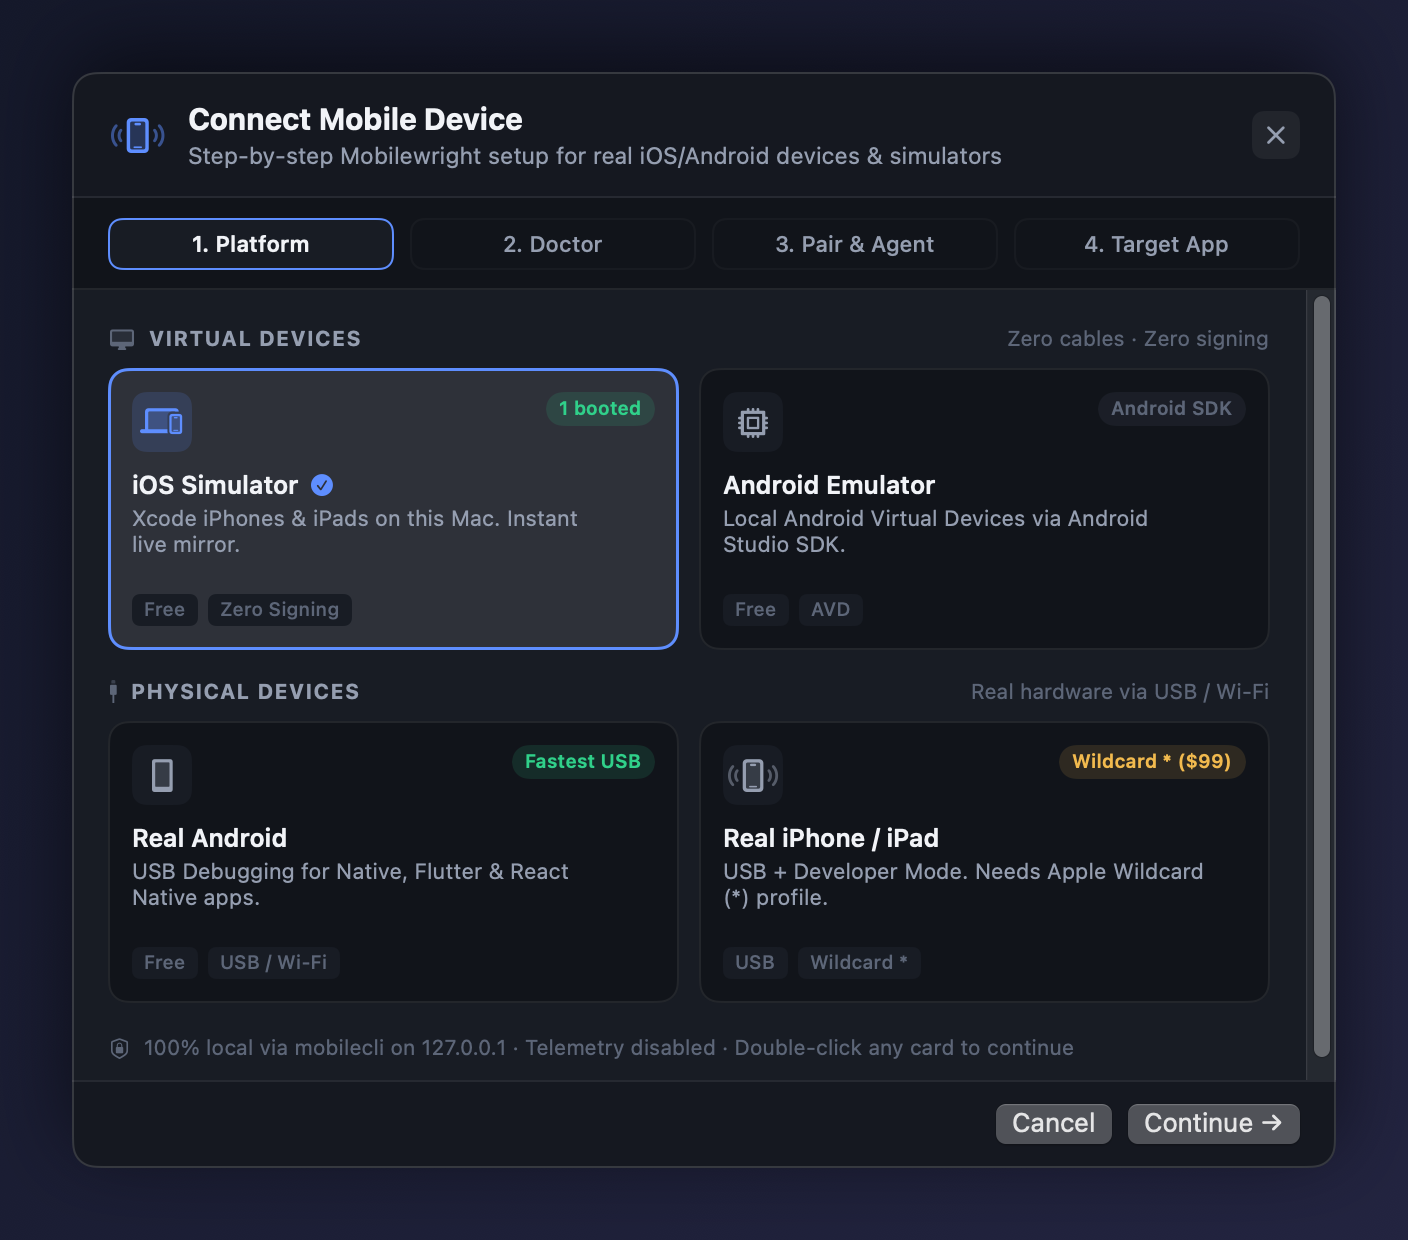 Connect Mobile Device
Step-by-step Mobilewright setup for real iOS/Android devices & simulators
1. Platform
2. Doctor
3. Pair & Agent
4. Target App
VIRTUAL DEVICES
Zero cables · Zero signing
1 booted
iOS Simulator
Xcode iPhones & iPads on this Mac. Instant
live mirror.
Free
Zero Signing
Android SDK
Android Emulator
Local Android Virtual Devices via Android
Studio SDK.
Free
AVD
PHYSICAL DEVICES
Real hardware via USB / Wi-Fi
Fastest USB
Real Android
USB Debugging for Native, Flutter & React
Native apps.
Free
USB / Wi-Fi
Wildcard * ($99)
Real iPhone / iPad
USB + Developer Mode. Needs Apple Wildcard
(*) profile.
USB
Wildcard *
100% local via mobilecli on 127.0.0.1 · Telemetry disabled · Double-click any card to continue
Cancel
Continue →